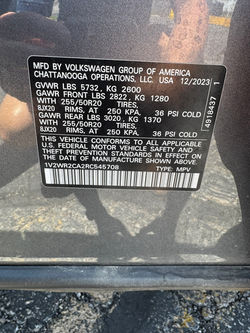 MFD BY VOLKSWAGEN GROUP OF AMERICA
CHATTANOOGA OPERATIONS, LLC. USA 12/2023
GVWR LBS 5732, KG 2600
GAWR FRONT LBS 2822, KG 1280
WITH 255/50R20 TIRES,
8JX20 RIMS, AT 250 KPA, 36 PSI COLD
GAWR REAR LBS 3020, KG 1370
WITH 255/50R20 TIRES,
8JX20 RIMS, AT 250 KPA, 36 PSI COLD
THIS VEHICLE CONFORMS TO ALL APPLICABLE
U.S. FEDERAL MOTOR VEHICLE SAFETY AND
THEFT PREVENTION STANDARDS IN EFFECT ON
THE DATE OF MANUFACTURE SHOWN ABOVE.
1V2WR2CA2RC545708 TYPE: MPV
4918437 1